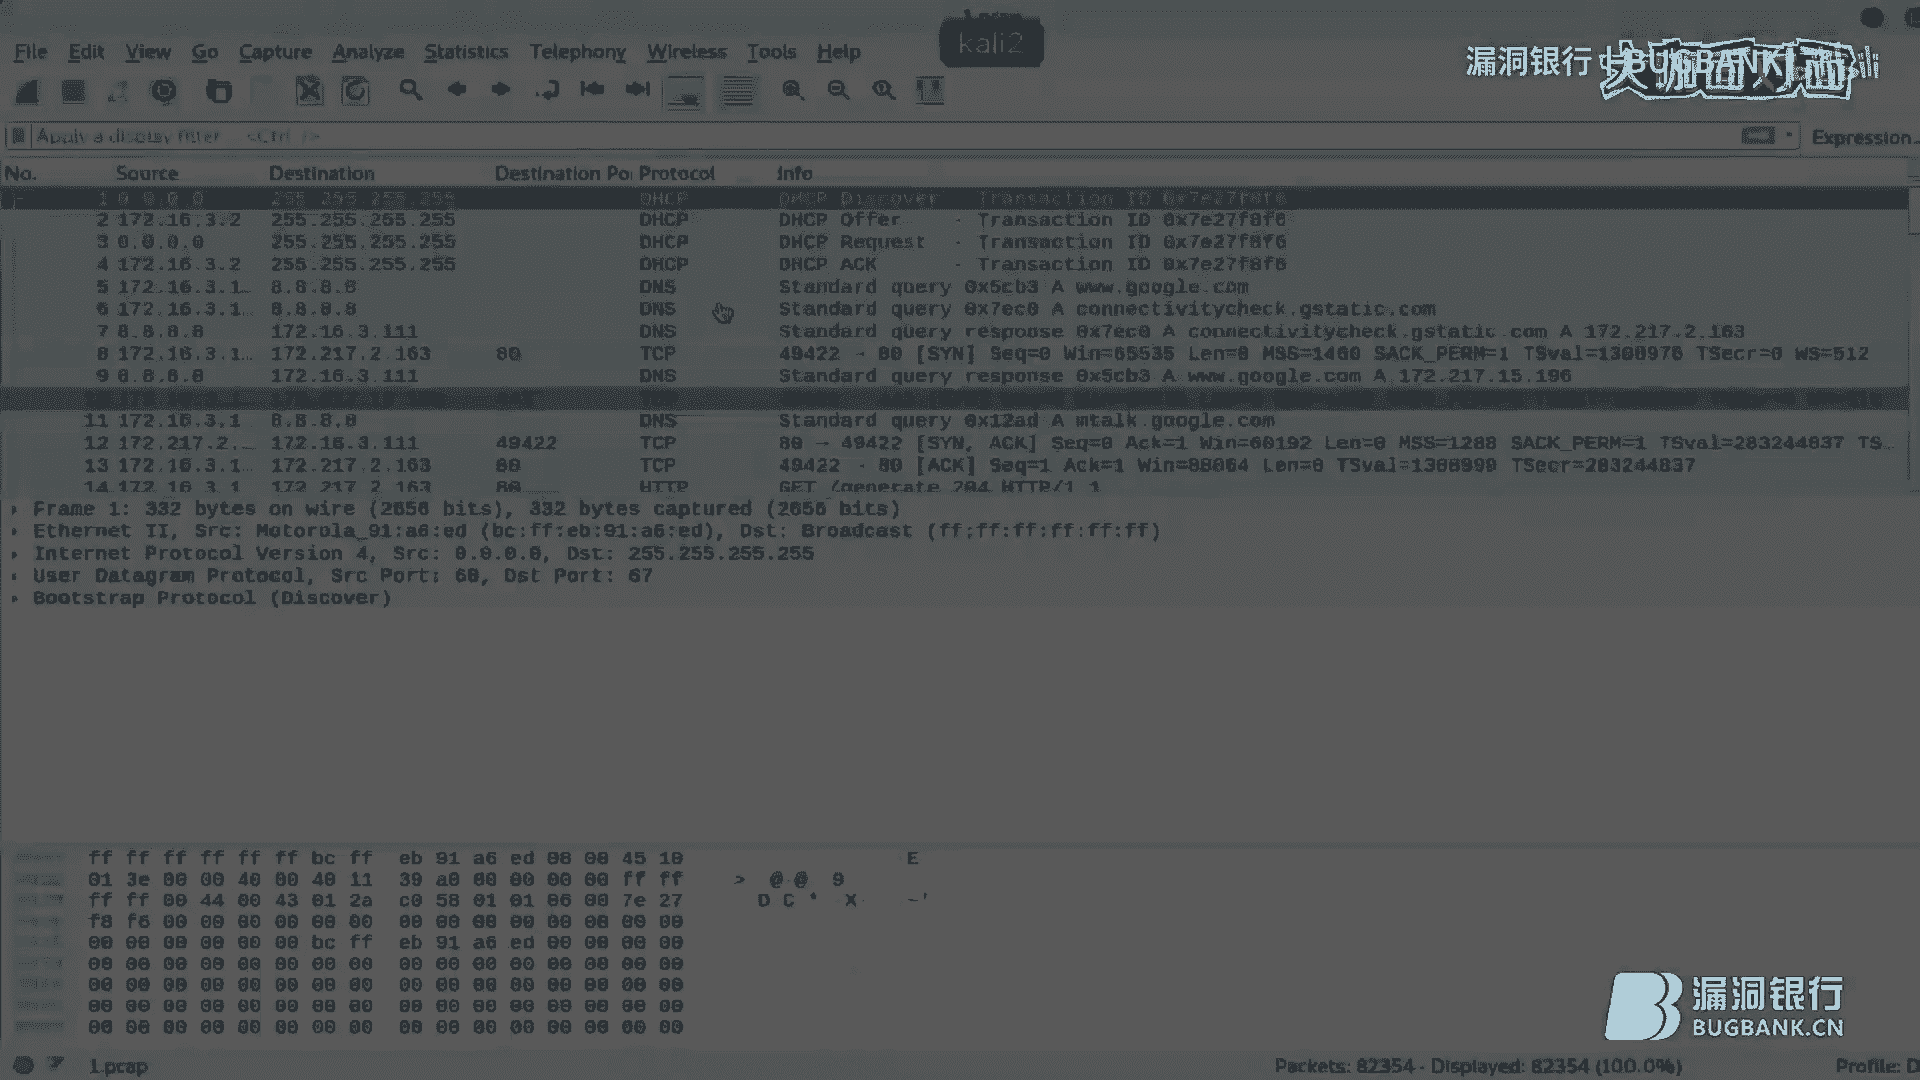 kali2
File Edit View Go Capture Analyze Statistics Telephony Wireless Tools Help
漏洞银行 BUGBANK
大咖面对面
Apply a display filter <Ctrl-/>
Expression…
No. Source Destination Destination Po Protocol Info
1 0.0.0.0 255.255.255.255 DHCP DHCP Discover - Transaction ID 0x7e27f8f6
2 172.16.3.2 255.255.255.255 DHCP DHCP Offer - Transaction ID 0x7e27f8f6
3 0.0.0.0 255.255.255.255 DHCP DHCP Request - Transaction ID 0x7e27f8f6
4 172.16.3.2 255.255.255.255 DHCP DHCP ACK - Transaction ID 0x7e27f8f6
5 172.16.3.1… 8.8.8.8 DNS Standard query 0x5cb3 A www.google.com
6 172.16.3.1… 8.8.8.8 DNS Standard query 0x7ec0 A connectivitycheck.gstatic.com
7 8.8.8.8 172.16.3.111 DNS Standard query response 0x7ec0 A connectivitycheck.gstatic.com A 172.217.2.163
8 172.16.3.1… 172.217.2.163 80 TCP 49422 → 80 [SYN] Seq=0 Win=65535 Len=0 MSS=1460 SACK_PERM=1 TSval=1308976 TSecr=0 WS=512
9 8.8.8.8 172.16.3.111 DNS Standard query response 0x5cb3 A www.google.com A 172.217.15.196
11 172.16.3.1 8.8.8.8 DNS Standard query 0x12ad A mtalk.google.com
12 172.217.2.… 172.16.3.111 49422 TCP 80 → 49422 [SYN, ACK] Seq=0 Ack=1 Win=60192 Len=0 MSS=1288 SACK_PERM=1 TSval=283244837 TS…
13 172.16.3.1… 172.217.2.163 80 TCP 49422 → 80 [ACK] Seq=1 Ack=1 Win=88064 Len=0 TSval=1308999 TSecr=283244837
14 172.16.3.1 172.217.2.163 80 HTTP GET /generate_204 HTTP/1.1
Frame 1: 332 bytes on wire (2656 bits), 332 bytes captured (2656 bits)
Ethernet II, Src: Motorola_91:a6:ed (bc:ff:eb:91:a6:ed), Dst: Broadcast (ff:ff:ff:ff:ff:ff)
Internet Protocol Version 4, Src: 0.0.0.0, Dst: 255.255.255.255
User Datagram Protocol, Src Port: 68, Dst Port: 67
Bootstrap Protocol (Discover)
ff ff ff ff ff ff bc ff eb 91 a6 ed 08 00 45 10 E
01 3e 00 00 40 00 40 11 39 a0 00 00 00 00 ff ff > @ @ 9
ff ff 00 44 00 43 01 2a c0 58 01 01 06 00 7e 27 D C * X ~'
f8 f6 00 00 00 00 00 00 00 00 00 00 00 00 00 00
00 00 00 00 00 00 bc ff eb 91 a6 ed 00 00 00 00
00 00 00 00 00 00 00 00 00 00 00 00 00 00 00 00
00 00 00 00 00 00 00 00 00 00 00 00 00 00 00 00
00 00 00 00 00 00 00 00 00 00 00 00 00 00 00 00
00 00 00 00 00 00 00 00 00 00 00 00 00 00 00 00
漏洞银行
BUGBANK.CN
1.pcap
Packets: 82354 · Displayed: 82354 (100.0%)
Profile: D